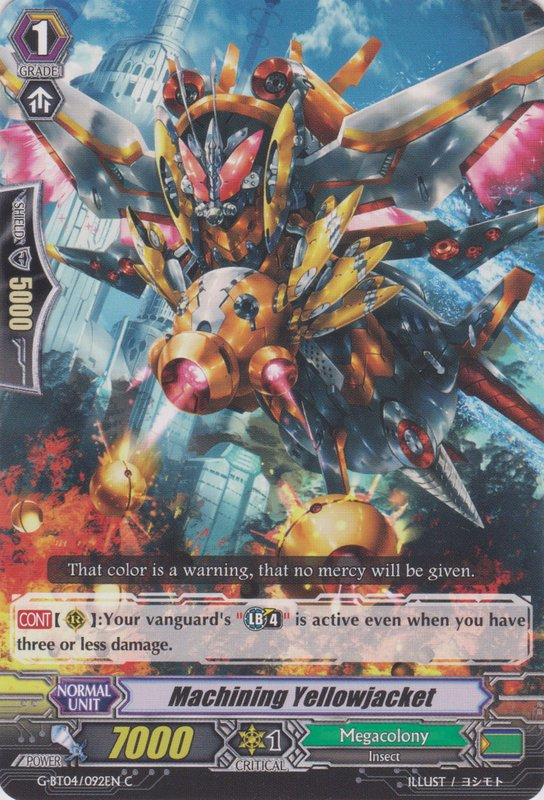 1
GRADE
SHIELD
5000
That color is a warning, that no mercy will be given.
CONT【 R 】:Your vanguard's "LB4" is active even when you have
three or less damage.
NORMAL
UNIT
Machining Yellowjacket
POWER
7000
1
CRITICAL
Megacolony
Insect
G-BT04/092EN C
ILLUST / ヨシモト